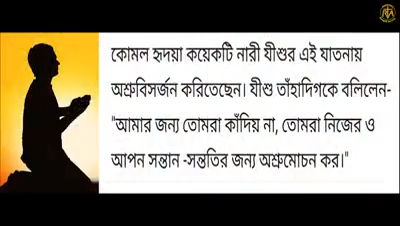 কোমল হৃদয়া কয়েকটি নারী যীশুর এই যাতনায়
অশ্রুবিসর্জন করিতেছেন। যীশু তাঁহাদিগকে বলিলেন-
"আমার জন্য তোমরা কাঁদিয় না, তোমরা নিজের ও
আপন সন্তান -সন্ততির জন্য অশ্রুমোচন কর।"